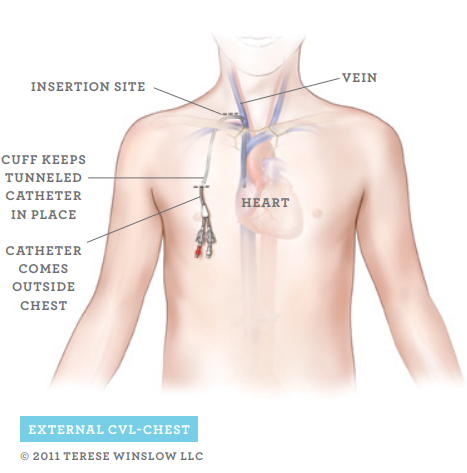 INSERTION SITE
VEIN
CUFF KEEPS
TUNNELED
CATHETER
IN PLACE
HEART
CATHETER
COMES
OUTSIDE
CHEST
EXTERNAL CVL-CHEST
© 2011 TERESE WINSLOW LLC